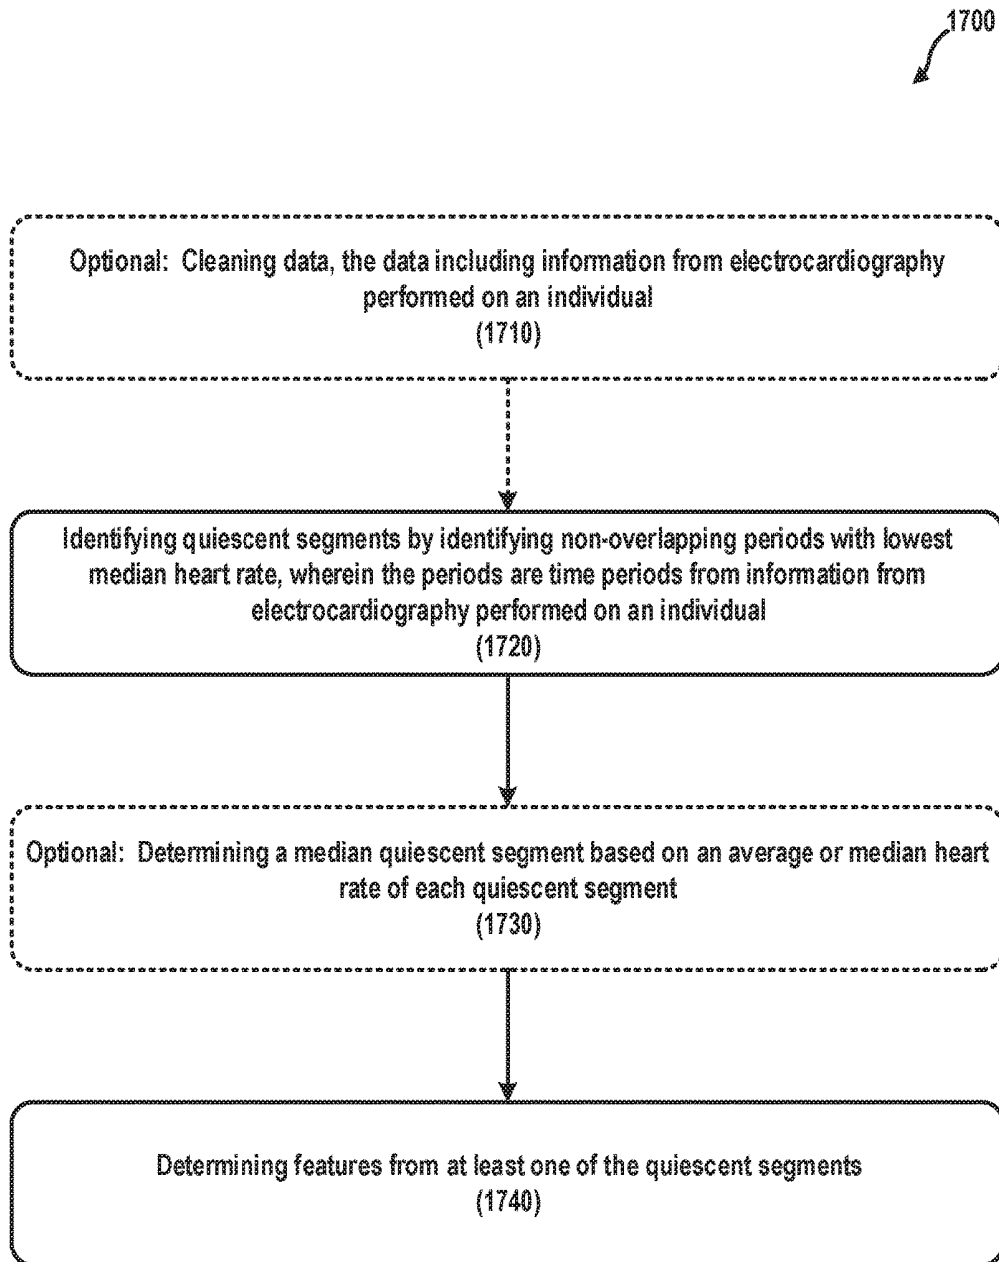 1700
Optional: Cleaning data, the data including information from electrocardiography
performed on an individual
(1710)
Identifying quiescent segments by identifying non-overlapping periods with lowest
median heart rate, wherein the periods are time periods from information from
electrocardiography performed on an individual
(1720)
Optional: Determining a median quiescent segment based on an average or median heart
rate of each quiescent segment
(1730)
Determining features from at least one of the quiescent segments
(1740)